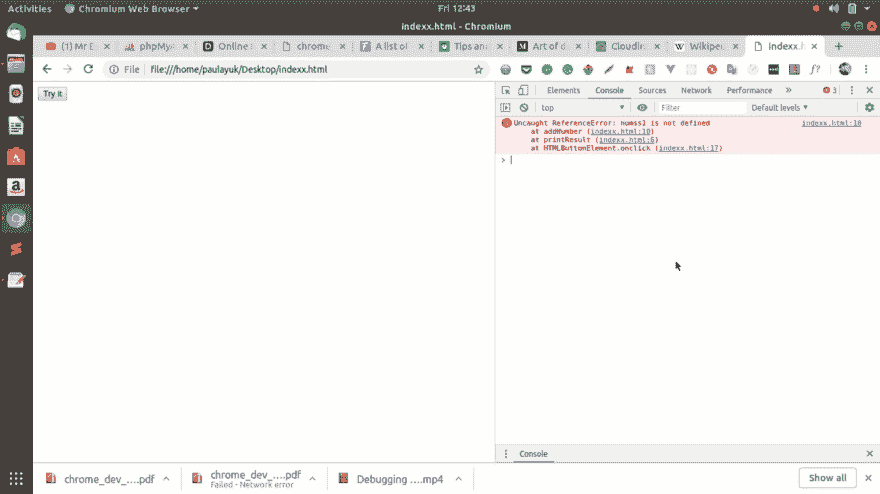 Activities Chromium Web Browser Fri 12:43
indexx.html - Chromium
(1) Mr E phpMy Online chrome A list of Tips an Art of d Cloudin Wikipe indexx.h
File file:///home/paulayuk/Desktop/indexx.html
Try it
Elements Console Sources Network Performance » 3
top Filter Default levels
Uncaught ReferenceError: numss1 is not defined indexx.html:10
at addNumber (indexx.html:10)
at printResult (indexx.html:6)
at HTMLButtonElement.onclick (indexx.html:17)
>
Console
chrome_dev_....pdf chrome_dev_....pdf Debugging ....mp4 Show all
Failed - Network error